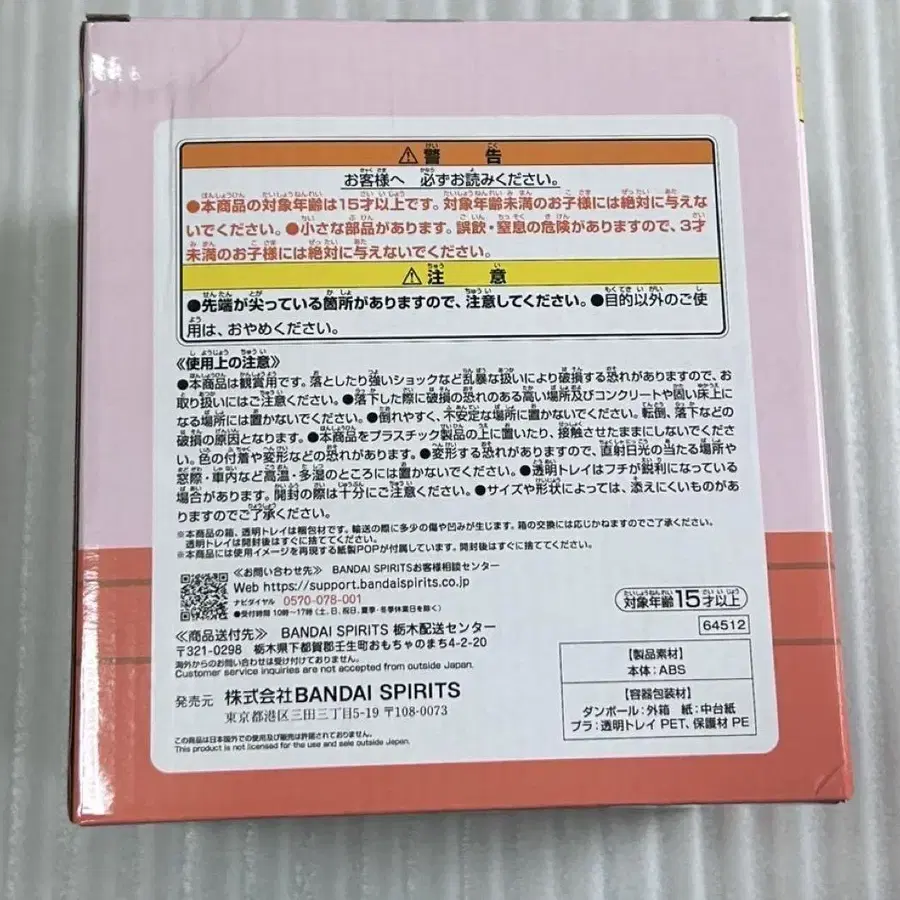 ⚠警告
お客様へ 必ずお読みください。
●本商品の対象年齢は15才以上です。対象年齢未満のお子様には絶対に与えな
いでください。●小さな部品があります。誤飲・窒息の危険がありますので、3才
未満のお子様には絶対に与えないでください。
⚠注意
●先端が尖っている箇所がありますので、注意してください。●目的以外のご使
用は、おやめください。
《使用上の注意》
●本商品は観賞用です。落としたり強いショックなど乱暴な扱いにより破損する恐れがありますので、お
取り扱いにはご注意ください。●落下した際に破損の恐れのある高い場所及びコンクリートや固い床上に
なる場所には置かないでください。●倒れやすく、不安定な場所に置かないでください。転倒、落下などの
破損の原因となります。●本商品をプラスチック製品の上に置いたり、接触させたままにしないでくださ
い。色の付着や変形などの恐れがあります。●変形する恐れがありますので、直射日光の当たる場所や
窓際・車内など高温・多湿のところには置かないでください。●透明トレイはフチが鋭利になっている
場合があります。開封の際は十分にご注意ください。●サイズや形状によっては、添えにくいものがあ
りますのでご了承ください。
※本商品の箱、透明トレイは梱包材です。輸送の際に多少の傷や凹みが生じます。箱の交換には応じかねますのでご了承ください。
透明トレイは開封後はすぐに捨ててください。
※本商品には使用イメージを再現する紙製POPが付属しています。開封後はすぐに捨ててください。
≪お問い合わせ先≫ BANDAI SPIRITSお客様相談センター
Web https://support.bandaispirits.co.jp
ナビダイヤル 0570-078-001
●受付時間 10時〜17時(土、日、祝日、夏季・冬季休業日を除く)
対象年齢15才以上
64512
≪商品送付先≫ BANDAI SPIRITS 栃木配送センター
〒321-0298 栃木県下都賀郡壬生町おもちゃのまち4-2-20
海外からのお問い合わせは受け付けておりません。
Customer service inquiries are not accepted from outside Japan.
【製品素材】
本体:ABS
【容器包装材】
ダンボール:外箱 紙:中台紙
プラ:透明トレイ PET、保護材 PE
発売元 株式会社BANDAI SPIRITS
東京都港区三田三丁目5-19 〒108-0073
この商品は日本国外での使用及び販売は許諾されておりません。
This product is not licensed for the use and sele outside Japan.